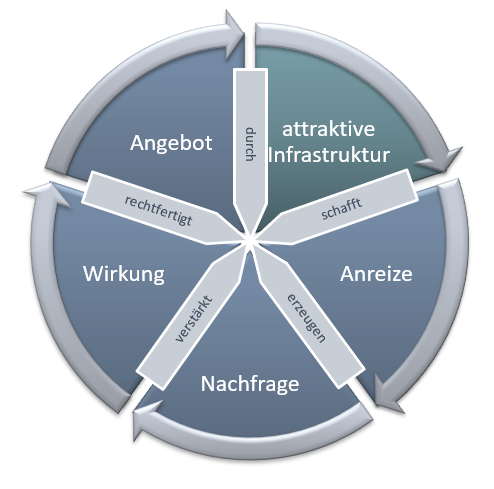 Angebot
durch
attraktive
Infrastruktur
schafft
Anreize
erzeugen
Nachfrage
verstärkt
Wirkung
rechtfertigt